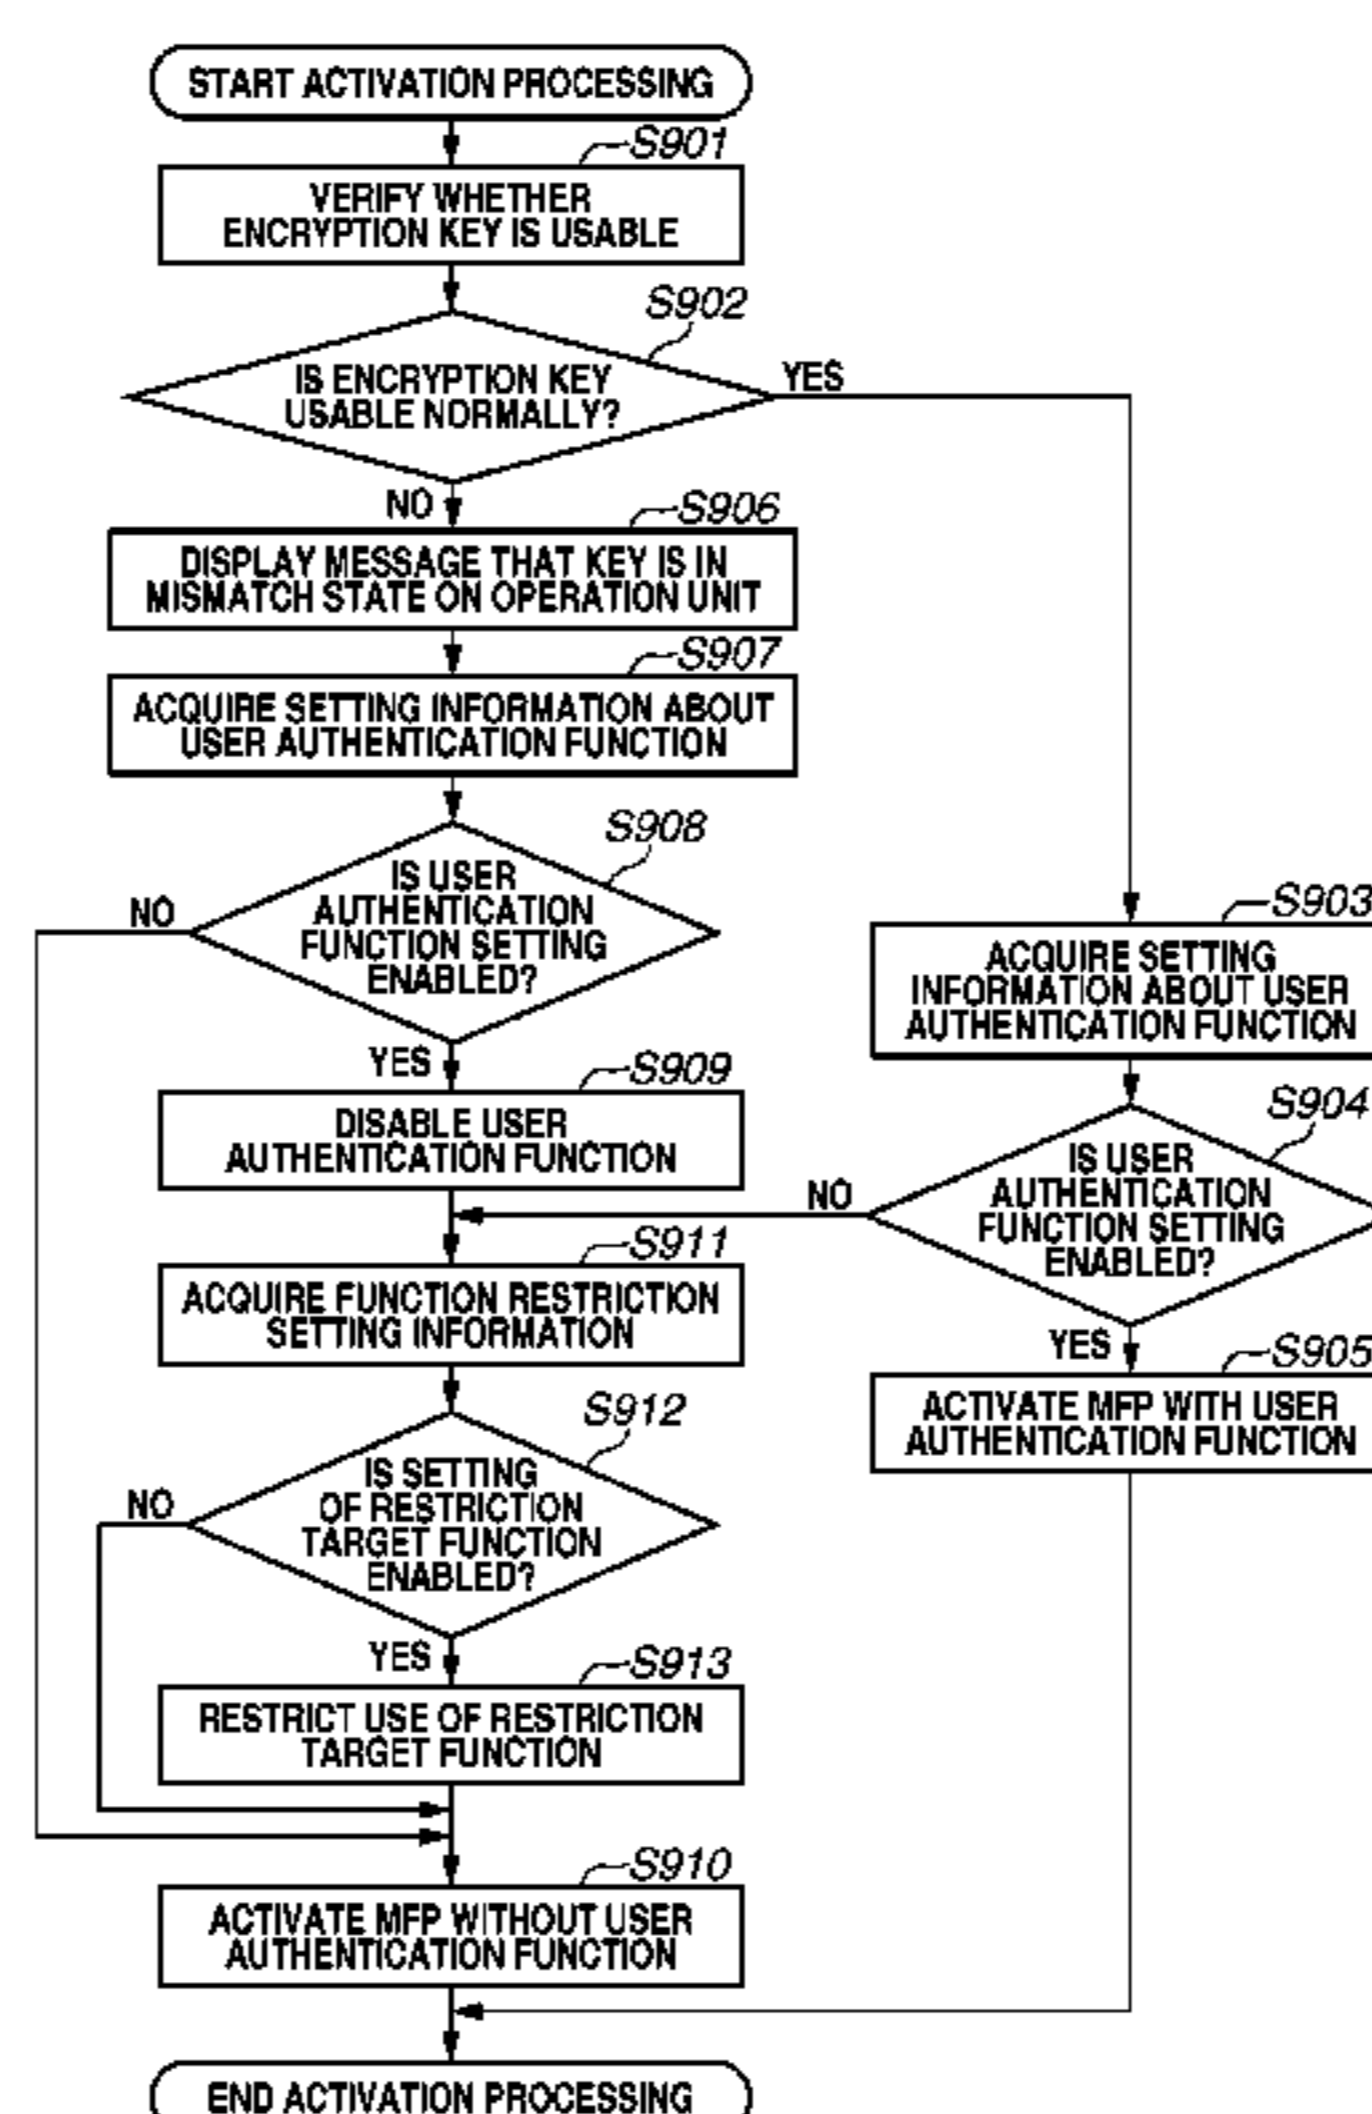 START ACTIVATION PROCESSING
S901
VERIFY WHETHER
ENCRYPTION KEY IS USABLE
S902
IS ENCRYPTION KEY
USABLE NORMALLY?
YES
NO
S906
DISPLAY MESSAGE THAT KEY IS IN
MISMATCH STATE ON OPERATION UNIT
S907
ACQUIRE SETTING INFORMATION ABOUT
USER AUTHENTICATION FUNCTION
S908
IS USER
AUTHENTICATION
FUNCTION SETTING
ENABLED?
NO
YES
S903
ACQUIRE SETTING
INFORMATION ABOUT USER
AUTHENTICATION FUNCTION
S909
DISABLE USER
AUTHENTICATION FUNCTION
S904
IS USER
AUTHENTICATION
FUNCTION SETTING
ENABLED?
NO
YES
S911
ACQUIRE FUNCTION RESTRICTION
SETTING INFORMATION
S905
ACTIVATE MFP WITH USER
AUTHENTICATION FUNCTION
S912
IS SETTING
OF RESTRICTION
TARGET FUNCTION
ENABLED?
NO
YES
S913
RESTRICT USE OF RESTRICTION
TARGET FUNCTION
S910
ACTIVATE MFP WITHOUT USER
AUTHENTICATION FUNCTION
END ACTIVATION PROCESSING